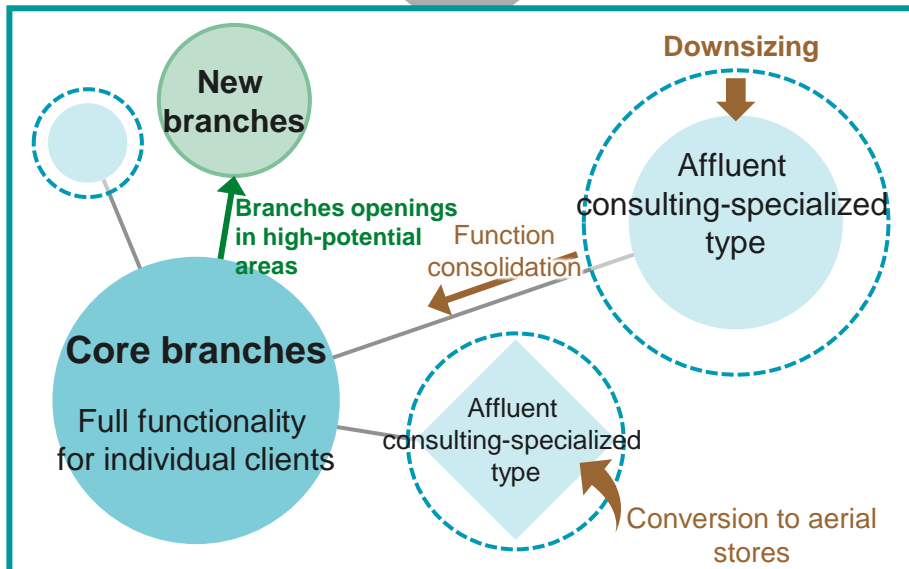 Downsizing
New
branches
Affluent
consulting-specialized
type
Branches openings
in high-potential
areas
Function
consolidation
Core branches
Full functionality
for individual clients
Affluent
consulting-specialized
type
Conversion to aerial
stores